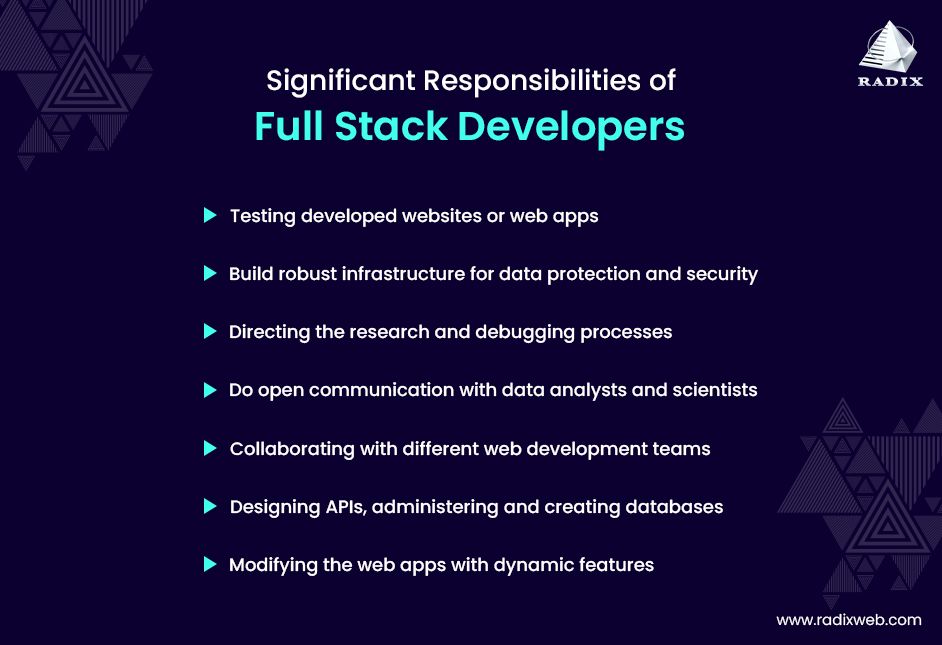 RADIX
Significant Responsibilities of
Full Stack Developers
Testing developed websites or web apps
Build robust infrastructure for data protection and security
Directing the research and debugging processes
Do open communication with data analysts and scientists
Collaborating with different web development teams
Designing APIs, administering and creating databases
Modifying the web apps with dynamic features
www.radixweb.com